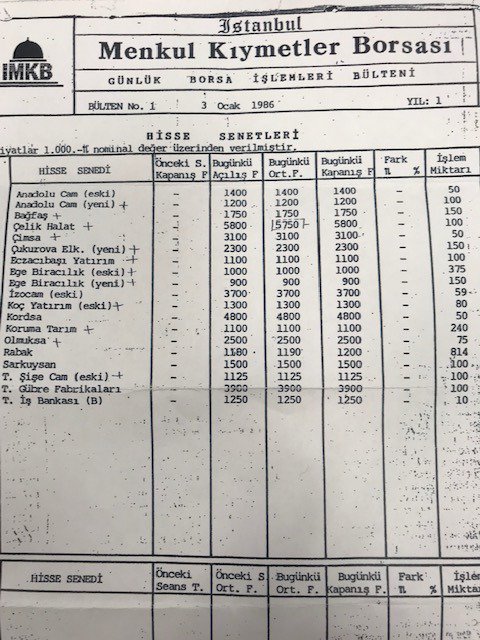 İstanbul
İMKB
Menkul Kıymetler Borsası
GÜNLÜK BORSA İŞLEMLERİ BÜLTENİ
BÜLTEN No. 1 3 Ocak 1986 YIL: 1
HİSSE SENETLERİ
iyatlar 1.000.-TL nominal değer üzerinden verilmiştir.
HİSSE SENEDİ Önceki S. Kapanış F Bugünkü Açılış F Bugünkü Ort.F. Bugünkü Kapanış F Fark TL % İşlem Miktarı
Anadolu Cam (eski) - 1400 1400 1400 - 50
Anadolu Cam (yeni) + - 1200 1200 1200 - 100
Bağfaş + - 1750 1750 1750 - 150
Çelik Halat + - 5800 5750 5800 - 100
Çimsa + - 3100 3100 3100 - 50
Çukurova Elk. (yeni) + - 2300 2300 2300 - 150
Eczacıbaşı Yatırım + - 1100 1100 1100 - 100
Ege Biracılık (eski) + - 1000 1000 1000 - 375
Ege Biracılık (yeni) + - 900 900 900 - 150
İzocam (eski) - 3700 3700 3700 - 59
Koç Yatırım (eski) + - 1300 1300 1300 - 80
Kordsa - 4800 4800 4800 - 50
Koruma Tarım + - 1100 1100 1100 - 240
Olmuksa + - 2500 2500 2500 - 75
Rabak - 1180 1190 1200 - 814
Sarkuysan - 1500 1500 1500 - 100
T. Şişe Cam (eski) + - 1125 1125 1125 - 100
T. Gübre Fabrikaları - 3900 3900 3900 - 100
T. İş Bankası (B) - 1250 1250 1250 - 10
HİSSE SENEDİ Önceki Seans T. Önceki S. Ort. F. Bugünkü Ort. F. Bugünkü Kapanış F. Fark TL % İşlem Mikta